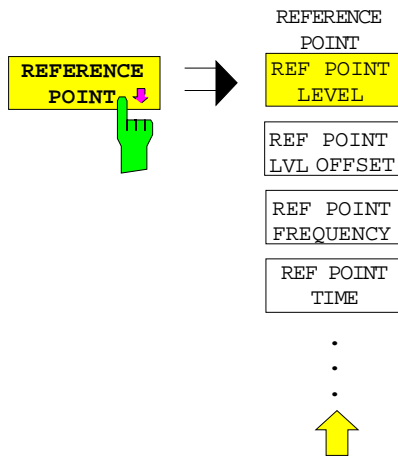 REFERENCE
POINT
REFERENCE
POINT
REF POINT
LEVEL
REF POINT
LVL OFFSET
REF POINT
FREQUENCY
REF POINT
TIME